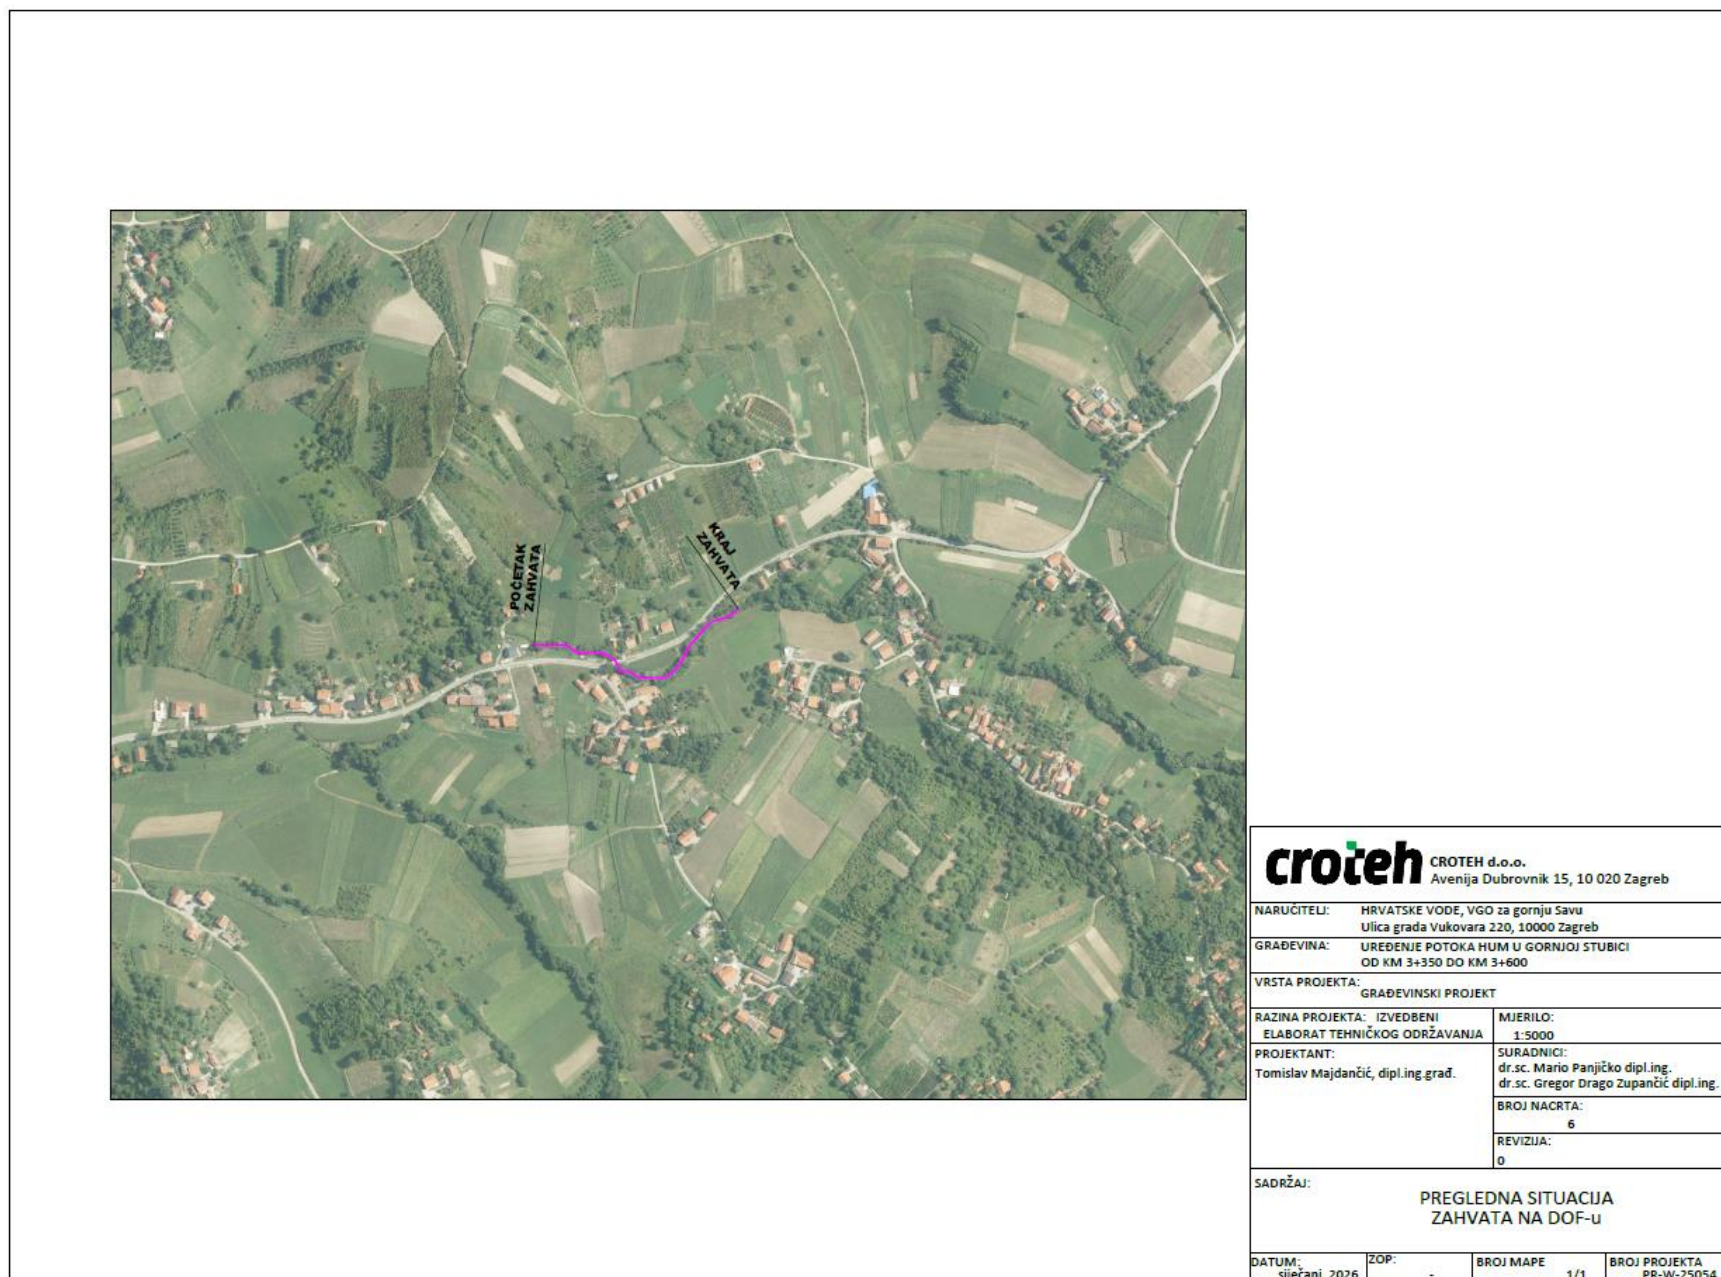 POČETAK
ZAHVATA
KRAJ
ZAHVATA
croteh
CROTEH d.o.o.
Avenija Dubrovnik 15, 10 020 Zagreb
NARUČITELJ: HRVATSKE VODE, VGO za gornju Savu
Ulica grada Vukovara 220, 10000 Zagreb
GRAĐEVINA: UREĐENJE POTOKA HUM U GORNJOJ STUBICI
OD KM 3+350 DO KM 3+600
VRSTA PROJEKTA:
GRAĐEVINSKI PROJEKT
RAZINA PROJEKTA: IZVEDBENI
ELABORAT TEHNIČKOG ODRŽAVANJA
MJERILO:
1:5000
PROJEKTANT:
Tomislav Majdančić, dipl.ing.građ.
SURADNICI:
dr.sc. Mario Panjičko dipl.ing.
dr.sc. Gregor Drago Zupančić dipl.ing.
BROJ NACRTA:
6
REVIZIJA:
0
SADRŽAJ:
PREGLEDNA SITUACIJA
ZAHVATA NA DOF-u
DATUM:
siječanj, 2026
ZOP:
-
BROJ MAPE
1/1
BROJ PROJEKTA
PR-W-25054